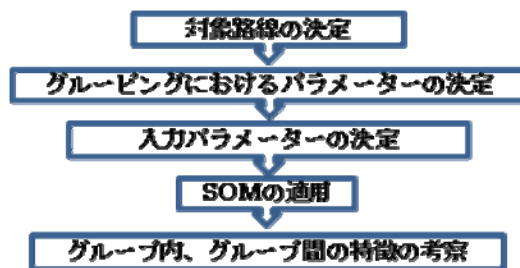 対象路線の決定
グルーピングにおけるパラメーターの決定
入力パラメーターの決定
SOMの適用
グループ内、グループ間の特徴の考察